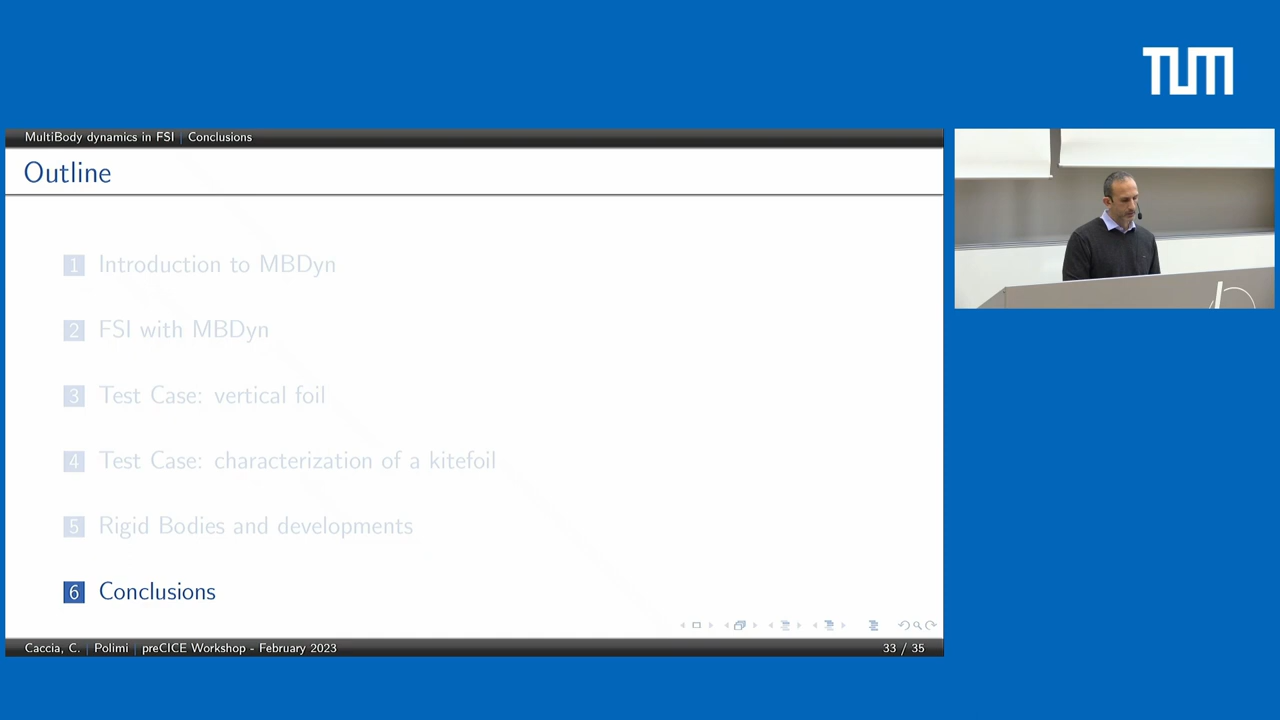 TUM
MultiBody dynamics in FSI | Conclusions
Outline
1 Introduction to MBDyn
2 FSI with MBDyn
3 Test Case: vertical foil
4 Test Case: characterization of a kitefoil
5 Rigid Bodies and developments
6 Conclusions
Caccia, C. | Polimi | preCICE Workshop - February 2023 33 / 35